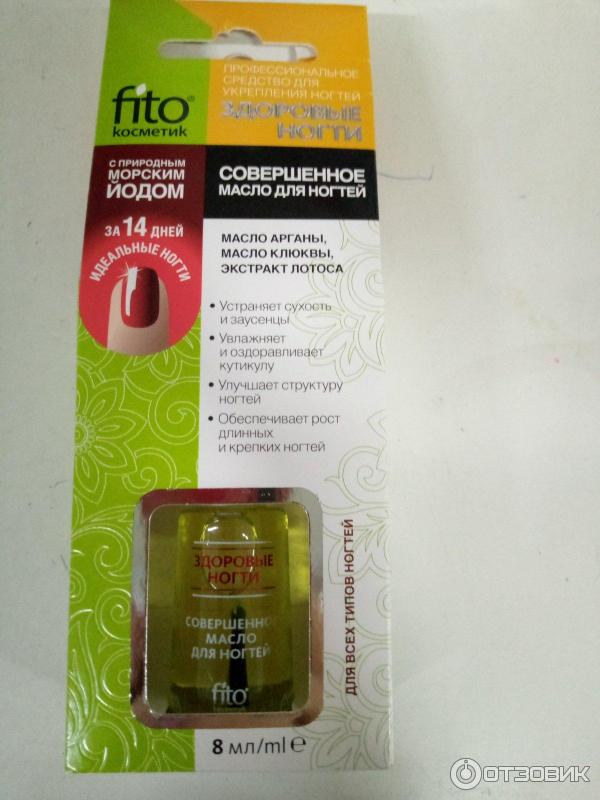 ПРОФЕССИОНАЛЬНОЕ
СРЕДСТВО ДЛЯ
УКРЕПЛЕНИЯ НОГТЕЙ
ЗДОРОВЫЕ
НОГТИ
fito®
косметик
С ПРИРОДНЫМ
МОРСКИМ
ЙОДОМ
ЗА 14 ДНЕЙ
ИДЕАЛЬНЫЕ НОГТИ
СОВЕРШЕННОЕ
МАСЛО ДЛЯ НОГТЕЙ
МАСЛО АРГАНЫ,
МАСЛО КЛЮКВЫ,
ЭКСТРАКТ ЛОТОСА
• Устраняет сухость
и заусенцы
• Увлажняет
и оздоравливает
кутикулу
• Улучшает структуру
ногтей
• Обеспечивает рост
длинных
и крепких ногтей
ЗДОРОВЫЕ
НОГТИ
СОВЕРШЕННОЕ
МАСЛО
ДЛЯ НОГТЕЙ
fito
ДЛЯ ВСЕХ ТИПОВ НОГТЕЙ
8 мл/ml e
ОТЗОВИК